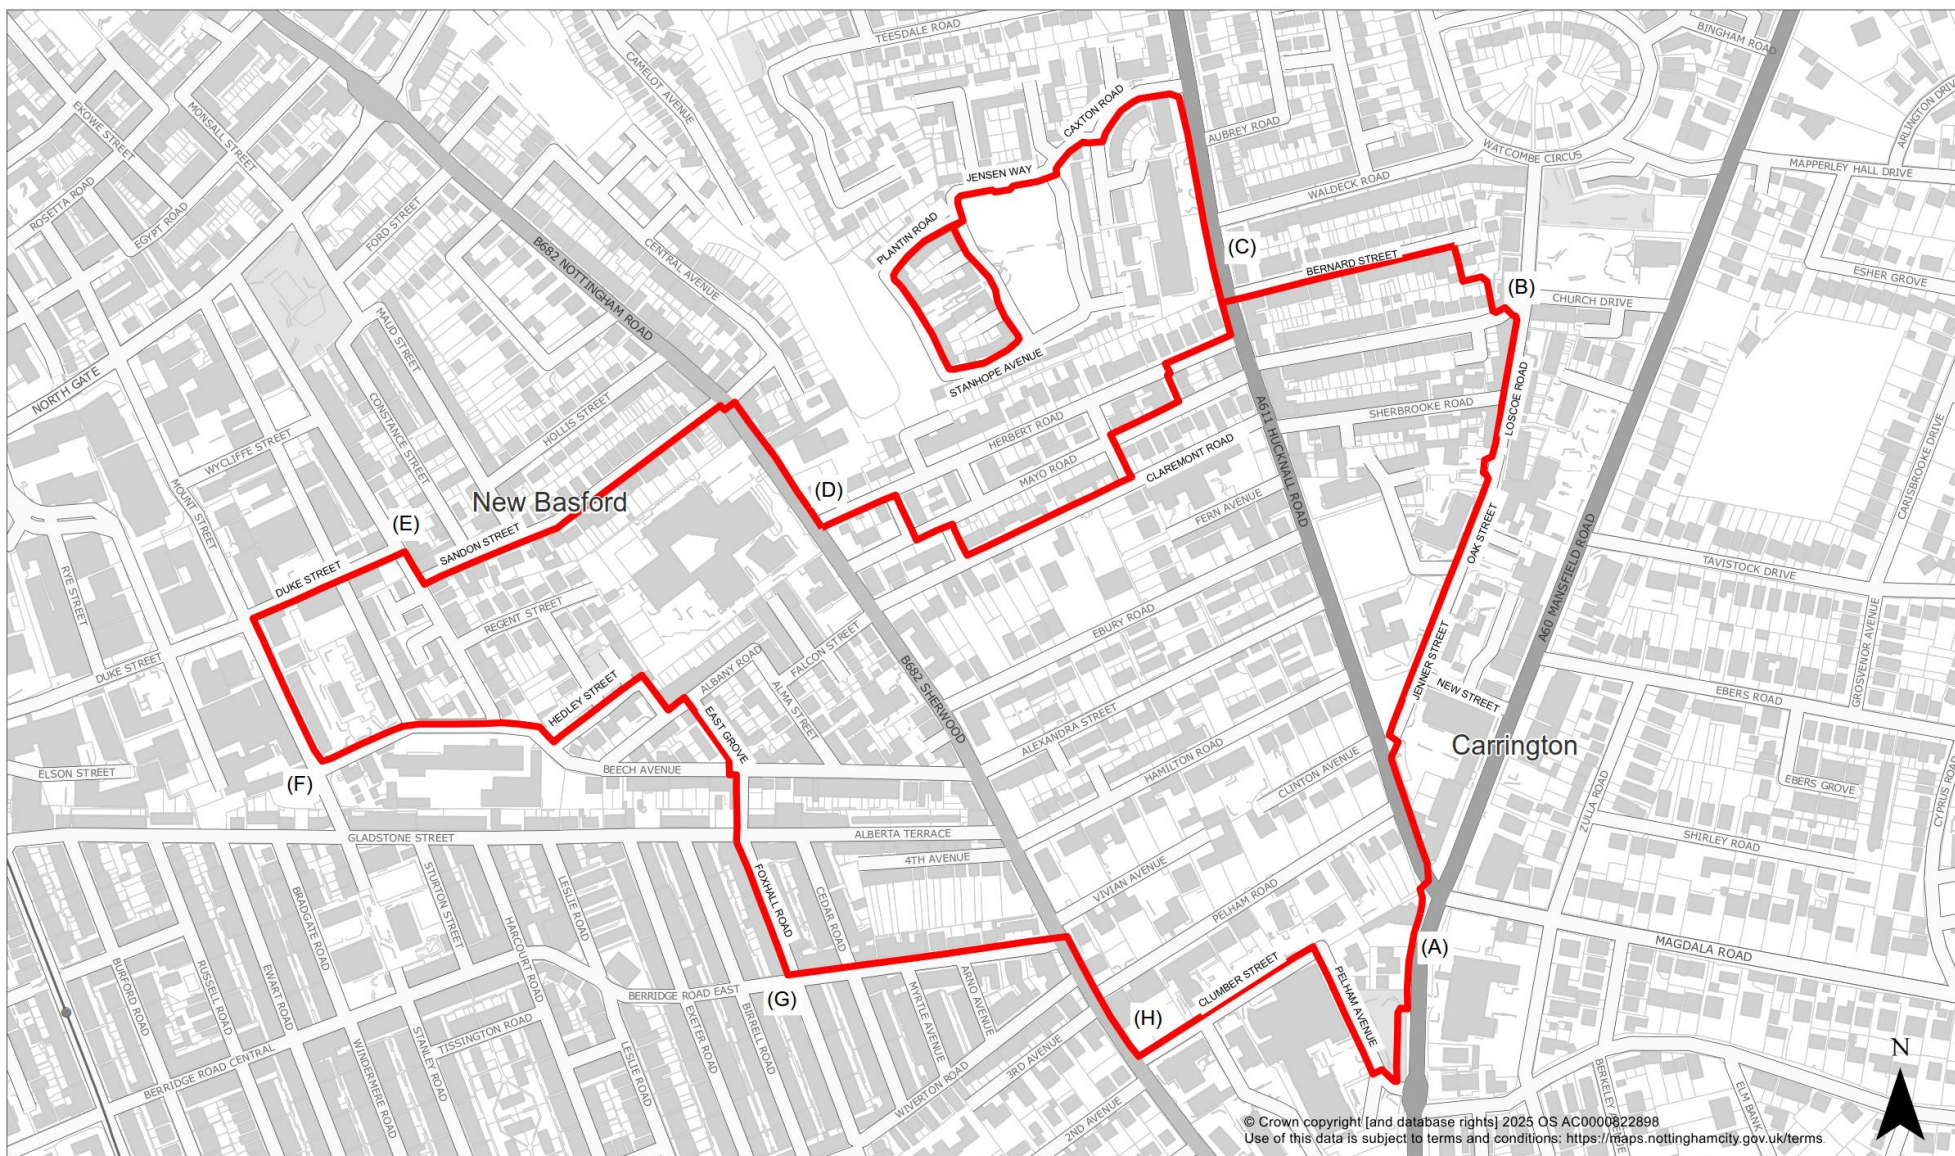 TEESDALE ROAD
BINGHAM ROAD
CAMELOT AVENUE
EKOWE STREET
MONSALL STREET
CAXTON ROAD
AUBREY ROAD
ARLINGTON DRIVE
WATCOMBE CIRCUS
MAPPERLEY HALL DRIVE
JENSEN WAY
WALDECK ROAD
ROSETTA ROAD
EGYPT ROAD
FORD STREET
CENTRAL AVENUE
B682 NOTTINGHAM ROAD
PLANTIN ROAD
(C)
BERNARD STREET
ESHER GROVE
(B)
CHURCH DRIVE
MAUD STREET
NORTH GATE
STANHOPE AVENUE
CONSTANCE STREET
HOLLIS STREET
LOSCOE ROAD
SHERBROOKE ROAD
A611 HUCKNALL ROAD
HERBERT ROAD
WYCLIFFE STREET
MAYO ROAD
CLAREMONT ROAD
CARISBROOKE DRIVE
MOUNT STREET
New Basford
(D)
FERN AVENUE
(E)
SANDON STREET
OAK STREET
A60 MANSFIELD ROAD
TAVISTOCK DRIVE
RYE STREET
DUKE STREET
REGENT STREET
EBURY ROAD
GROSVENOR AVENUE
DUKE STREET
FALCON STREET
ALBANY ROAD
JENNER STREET
NEW STREET
EBERS ROAD
HEDLEY STREET
ALMA STREET
B682 SHERWOOD
EAST GROVE
ALEXANDRA STREET
HAMILTON ROAD
Carrington
CLINTON AVENUE
ELSON STREET
(F)
BEECH AVENUE
EBERS GROVE
ZULLA ROAD
CYPRUS ROAD
GLADSTONE STREET
ALBERTA TERRACE
4TH AVENUE
SHIRLEY ROAD
VIVIAN AVENUE
PELHAM ROAD
FOXHALL ROAD
CEDAR ROAD
STURTON STREET
LESLIE ROAD
BRADGATE ROAD
HARCOURT ROAD
(A)
MAGDALA ROAD
BURFORD ROAD
RUSSELL ROAD
EWART ROAD
BERRIDGE ROAD EAST
(G)
CLUMBER STREET
PELHAM AVENUE
ARNO AVENUE
MYRTLE AVENUE
(H)
EXETER ROAD
BIRRELL ROAD
TISSINGTON ROAD
BERRIDGE ROAD CENTRAL
WINDERMERE ROAD
STANLEY ROAD
LESLIE ROAD
3RD AVENUE
WIVERTON ROAD
2ND AVENUE
BERKELEY AVENUE
ELM BANK
N
© Crown copyright [and database rights] 2025 OS AC0000822898
Use of this data is subject to terms and conditions: https://maps.nottinghamcity.gov.uk/terms